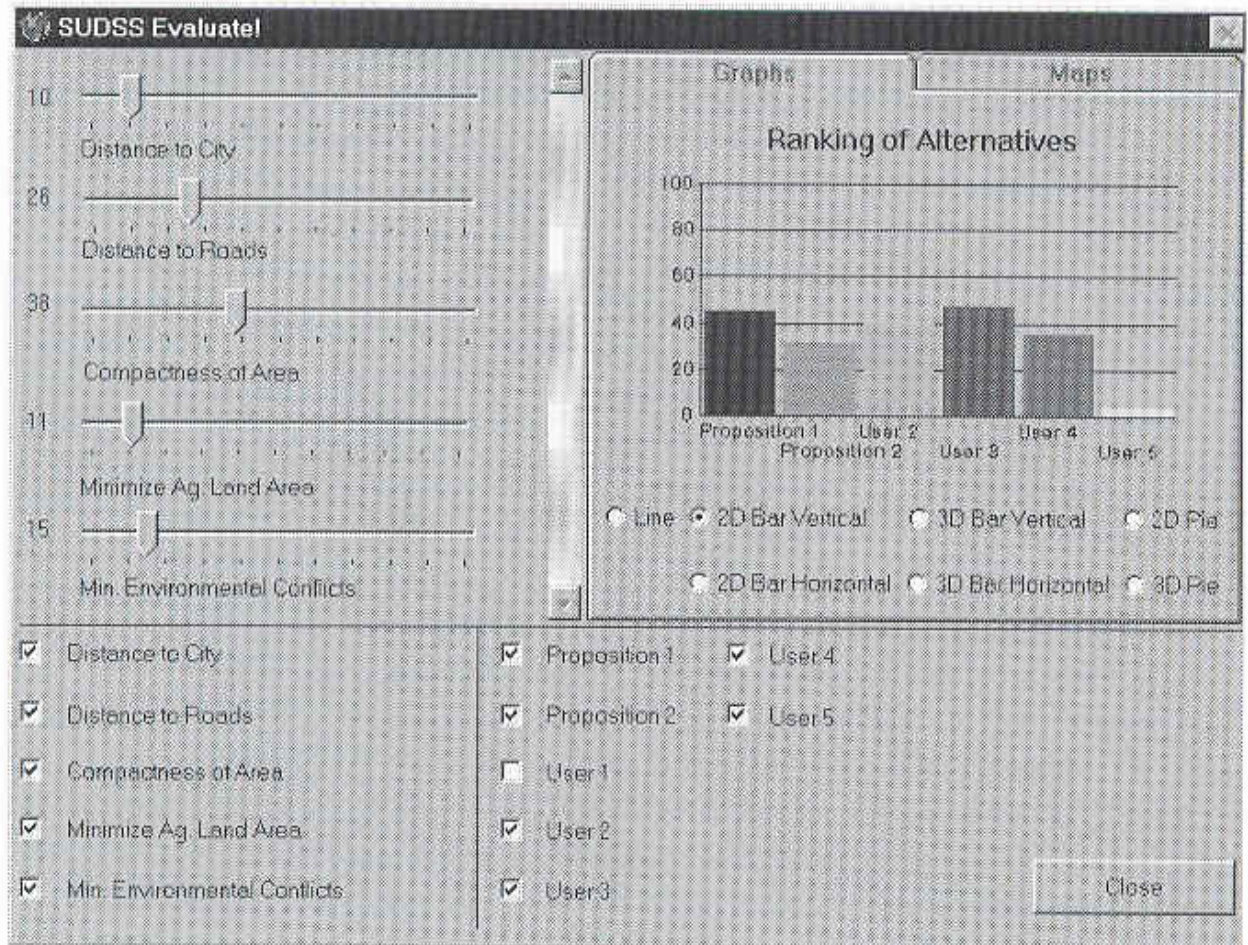 SUDSS Evaluate!
10
Distance to City
26
Distance to Roads
38
Compactness of Area
11
Minimize Ag. Land Area
15
Min. Environmental Conflicts
Graphs Maps
Ranking of Alternatives
100
80
60
40
20
0
Proposition 1 User 2 User 4
Proposition 2 User 3 User 5
Line 2D Bar Vertical 3D Bar Vertical 2D Pie
2D Bar Horizontal 3D Bar Horizontal 3D Pie
Distance to City
Distance to Roads
Compactness of Area
Minimize Ag. Land Area
Min. Environmental Conflicts
Proposition 1 User 4
Proposition 2 User 5
User 1
User 2
User 3
Close